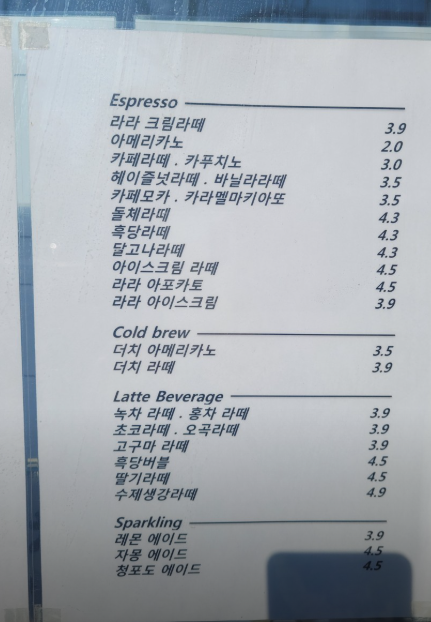 Espresso
라라 크림라떼 3.9
아메리카노 2.0
카페라떼 . 카푸치노 3.0
헤이즐넛라떼 . 바닐라라떼 3.5
카페모카 . 카라멜마키아또 3.5
돌체라떼 4.3
흑당라떼 4.3
달고나라떼 4.3
아이스크림 라떼 4.5
라라 아포카토 4.5
라라 아이스크림 3.9
Cold brew
더치 아메리카노 3.5
더치 라떼 3.9
Latte Beverage
녹차 라떼 . 홍차 라떼 3.9
초코라떼 . 오곡라떼 3.9
고구마 라떼 3.9
흑당버블 4.5
딸기라떼 4.5
수제생강라떼 4.9
Sparkling
레몬 에이드 3.9
자몽 에이드 4.5
청포도 에이드 4.5